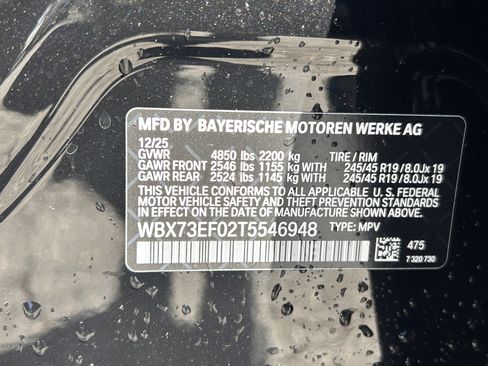 MFD BY BAYERISCHE MOTOREN WERKE AG
12/25
GVWR 4850 lbs 2200 kg TIRE / RIM
GAWR FRONT 2546 lbs 1155 kg WITH 245/45 R19 /8.0Jx 19
GAWR REAR 2524 lbs 1145 kg WITH 245/45 R19 /8.0Jx 19
THIS VEHICLE CONFORMS TO ALL APPLICABLE U. S. FEDERAL
MOTOR VEHICLE SAFETY AND THEFT PREVENTION STANDARDS
IN EFFECT ON THE DATE OF MANUFACTURE SHOWN ABOVE.
WBX73EF02T5546948 TYPE: MPV
475
7 320 730